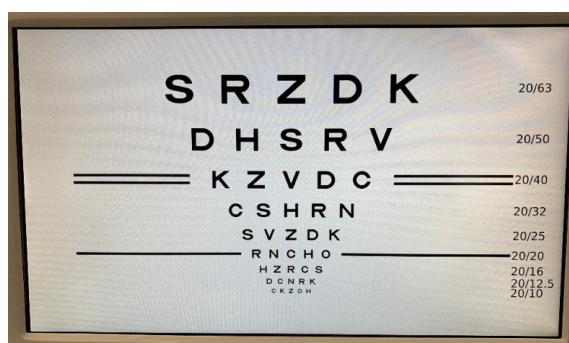 S R Z D K 20/63
D H S R V 20/50
K Z V D C 20/40
C S H R N 20/32
S V Z D K 20/25
R N C H O 20/20
H Z R C S 20/16
D C N R K 20/12.5
C K Z O H 20/10